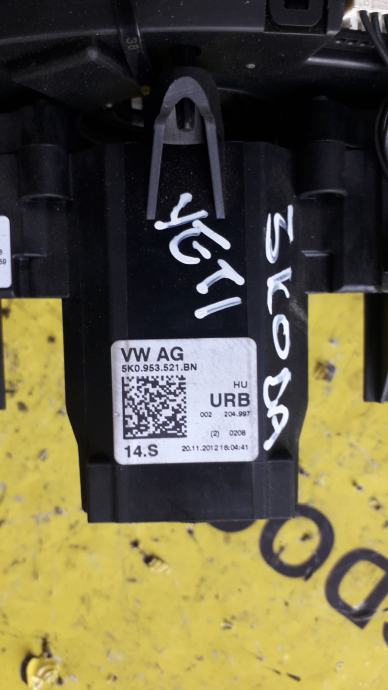 38
YETI
SKODA
VW AG
5K0.953.521.BN
HU
URB
002 204.997
(2) 0208
14.S
20.11.2012 16:04:41